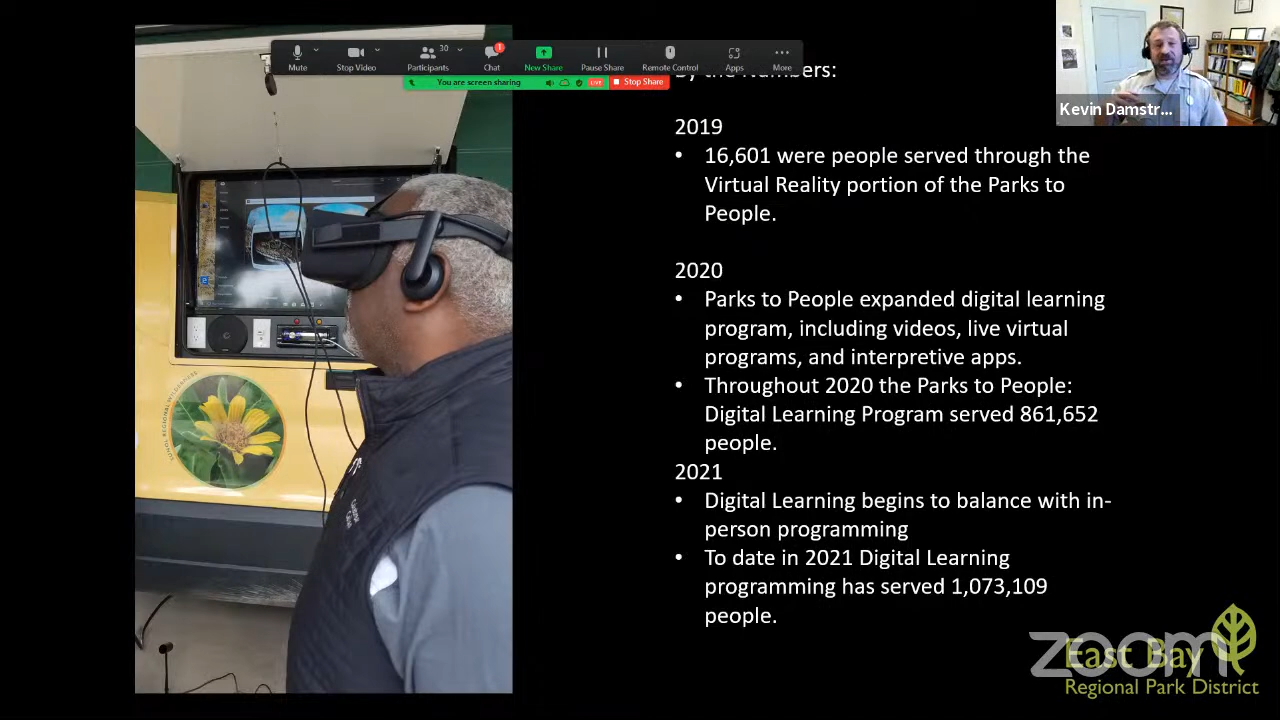 Mute
Stop Video
Participants
30
Chat
1
New Share
Pause Share
Remote Control
Apps
More
You are screen sharing
LIVE
Stop Share
Kevin Damstr...
By the Numbers:
2019
• 16,601 were people served through the
Virtual Reality portion of the Parks to
People.
2020
• Parks to People expanded digital learning
program, including videos, live virtual
programs, and interpretive apps.
• Throughout 2020 the Parks to People:
Digital Learning Program served 861,652
people.
2021
• Digital Learning begins to balance with in-
person programming
• To date in 2021 Digital Learning
programming has served 1,073,109
people.
SUNOL REGIONAL WILDERNESS
zoom
East Bay
Regional Park District